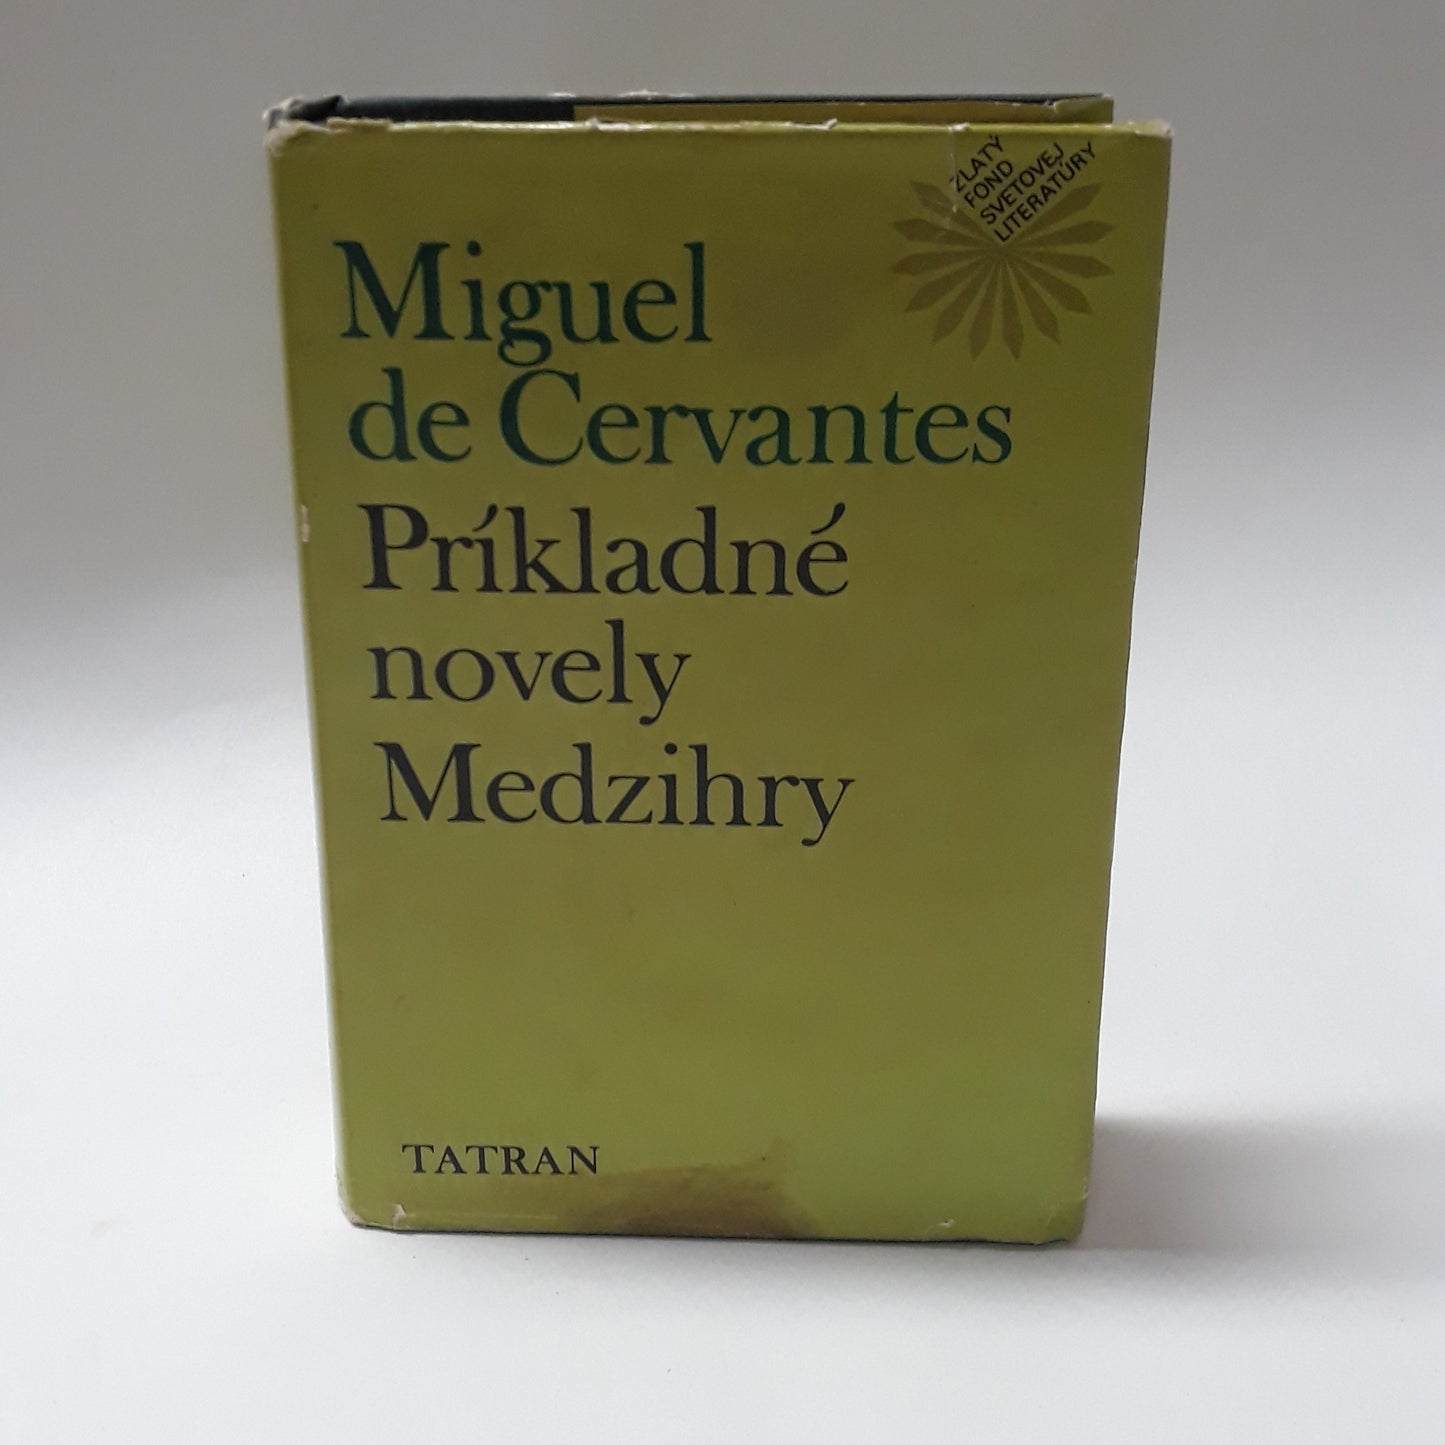 ZLATÝ
FOND
SVETOVEJ
LITERATÚRY
Miguel
de Cervantes
Príkladné
novely
Medzihry
TATRAN